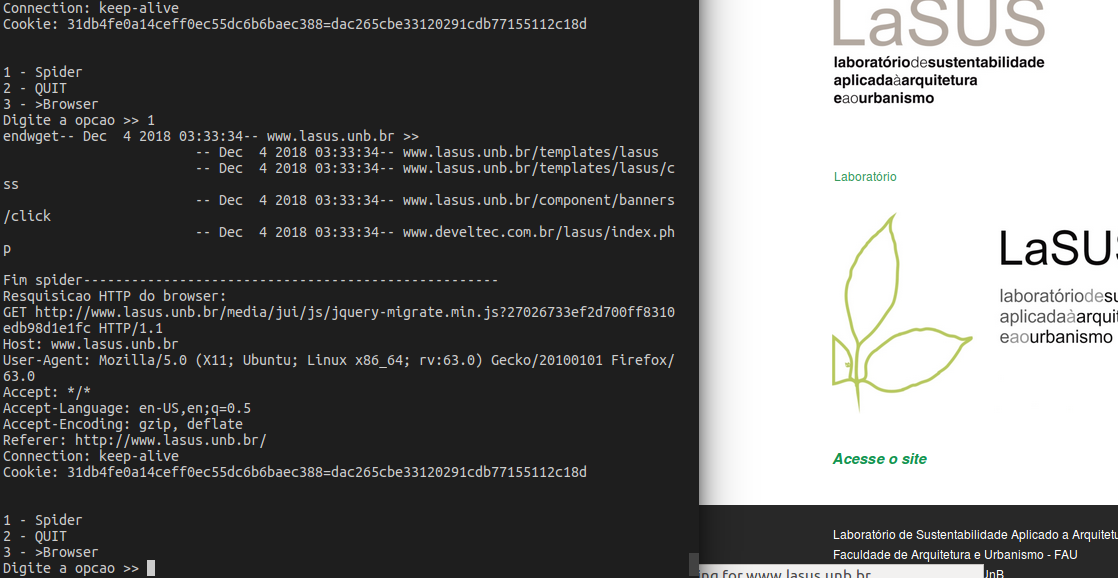 Connection: keep-alive
Cookie: 31db4fe0a14ceff0ec55dc6b6baec388=dac265cbe33120291cdb77155112c18d
1 - Spider
2 - QUIT
3 - >Browser
Digite a opcao >> 1
endwget-- Dec  4 2018 03:33:34-- www.lasus.unb.br >>
-- Dec  4 2018 03:33:34-- www.lasus.unb.br/templates/lasus
-- Dec  4 2018 03:33:34-- www.lasus.unb.br/templates/lasus/c
ss
-- Dec  4 2018 03:33:34-- www.lasus.unb.br/component/banners
/click
-- Dec  4 2018 03:33:34-- www.develtec.com.br/lasus/index.ph
p
Fim spider----------------------------------------------------
Resquisicao HTTP do browser:
GET http://www.lasus.unb.br/media/jui/js/jquery-migrate.min.js?27026733ef2d700ff8310
edb98d1e1fc HTTP/1.1
Host: www.lasus.unb.br
User-Agent: Mozilla/5.0 (X11; Ubuntu; Linux x86_64; rv:63.0) Gecko/20100101 Firefox/
63.0
Accept: */*
Accept-Language: en-US,en;q=0.5
Accept-Encoding: gzip, deflate
Referer: http://www.lasus.unb.br/
Connection: keep-alive
Cookie: 31db4fe0a14ceff0ec55dc6b6baec388=dac265cbe33120291cdb77155112c18d
1 - Spider
2 - QUIT
3 - >Browser
Digite a opcao >>
LaSUS
laboratóriodesustentabilidade
aplicadaàarquitetura
eaourbanismo
Laboratório
LaSUS
laboratóriodesu
aplicadaàarqui
eaourbanismo
Acesse o site
Laboratório de Sustentabilidade Aplicado a Arquitetu
Faculdade de Arquitetura e Urbanismo - FAU
ng for www.lasus.unb.br
UnB